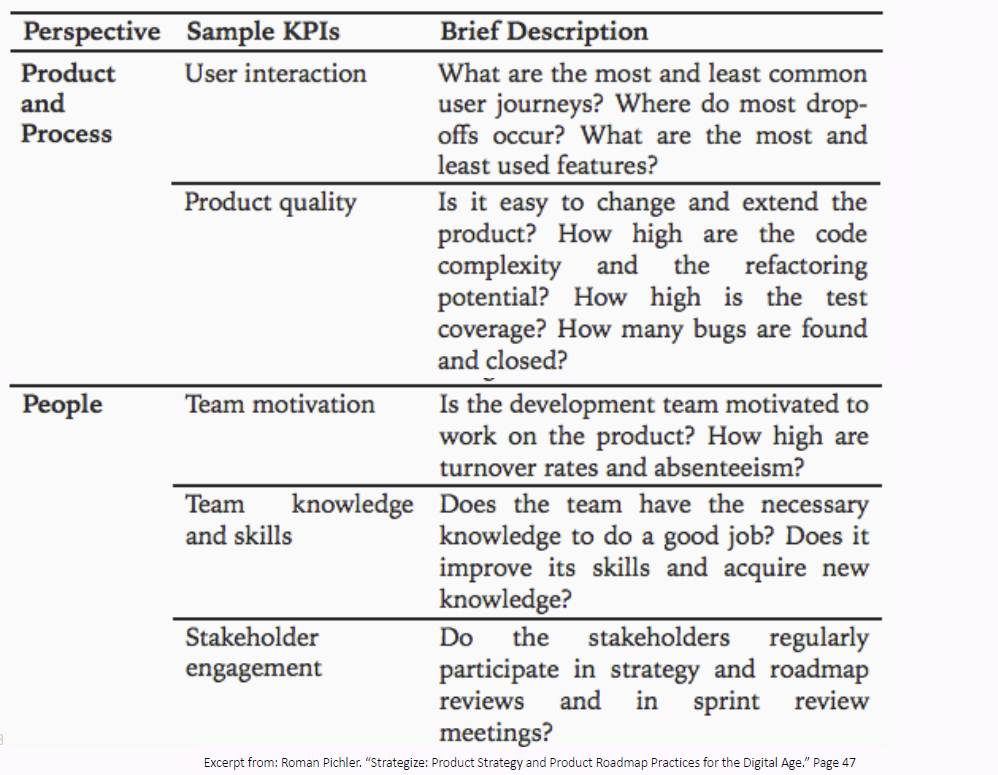 Perspective Sample KPIs Brief Description
Product and Process User interaction What are the most and least common
user journeys? Where do most drop-
offs occur? What are the most and
least used features?
Product quality Is it easy to change and extend the
product? How high are the code
complexity and the refactoring
potential? How high is the test
coverage? How many bugs are found
and closed?
People Team motivation Is the development team motivated to
work on the product? How high are
turnover rates and absenteeism?
Team knowledge and skills Does the team have the necessary
knowledge to do a good job? Does it
improve its skills and acquire new
knowledge?
Stakeholder engagement Do the stakeholders regularly
participate in strategy and roadmap
reviews and in sprint review
meetings?
Excerpt from: Roman Pichler. “Strategize: Product Strategy and Product Roadmap Practices for the Digital Age.” Page 47